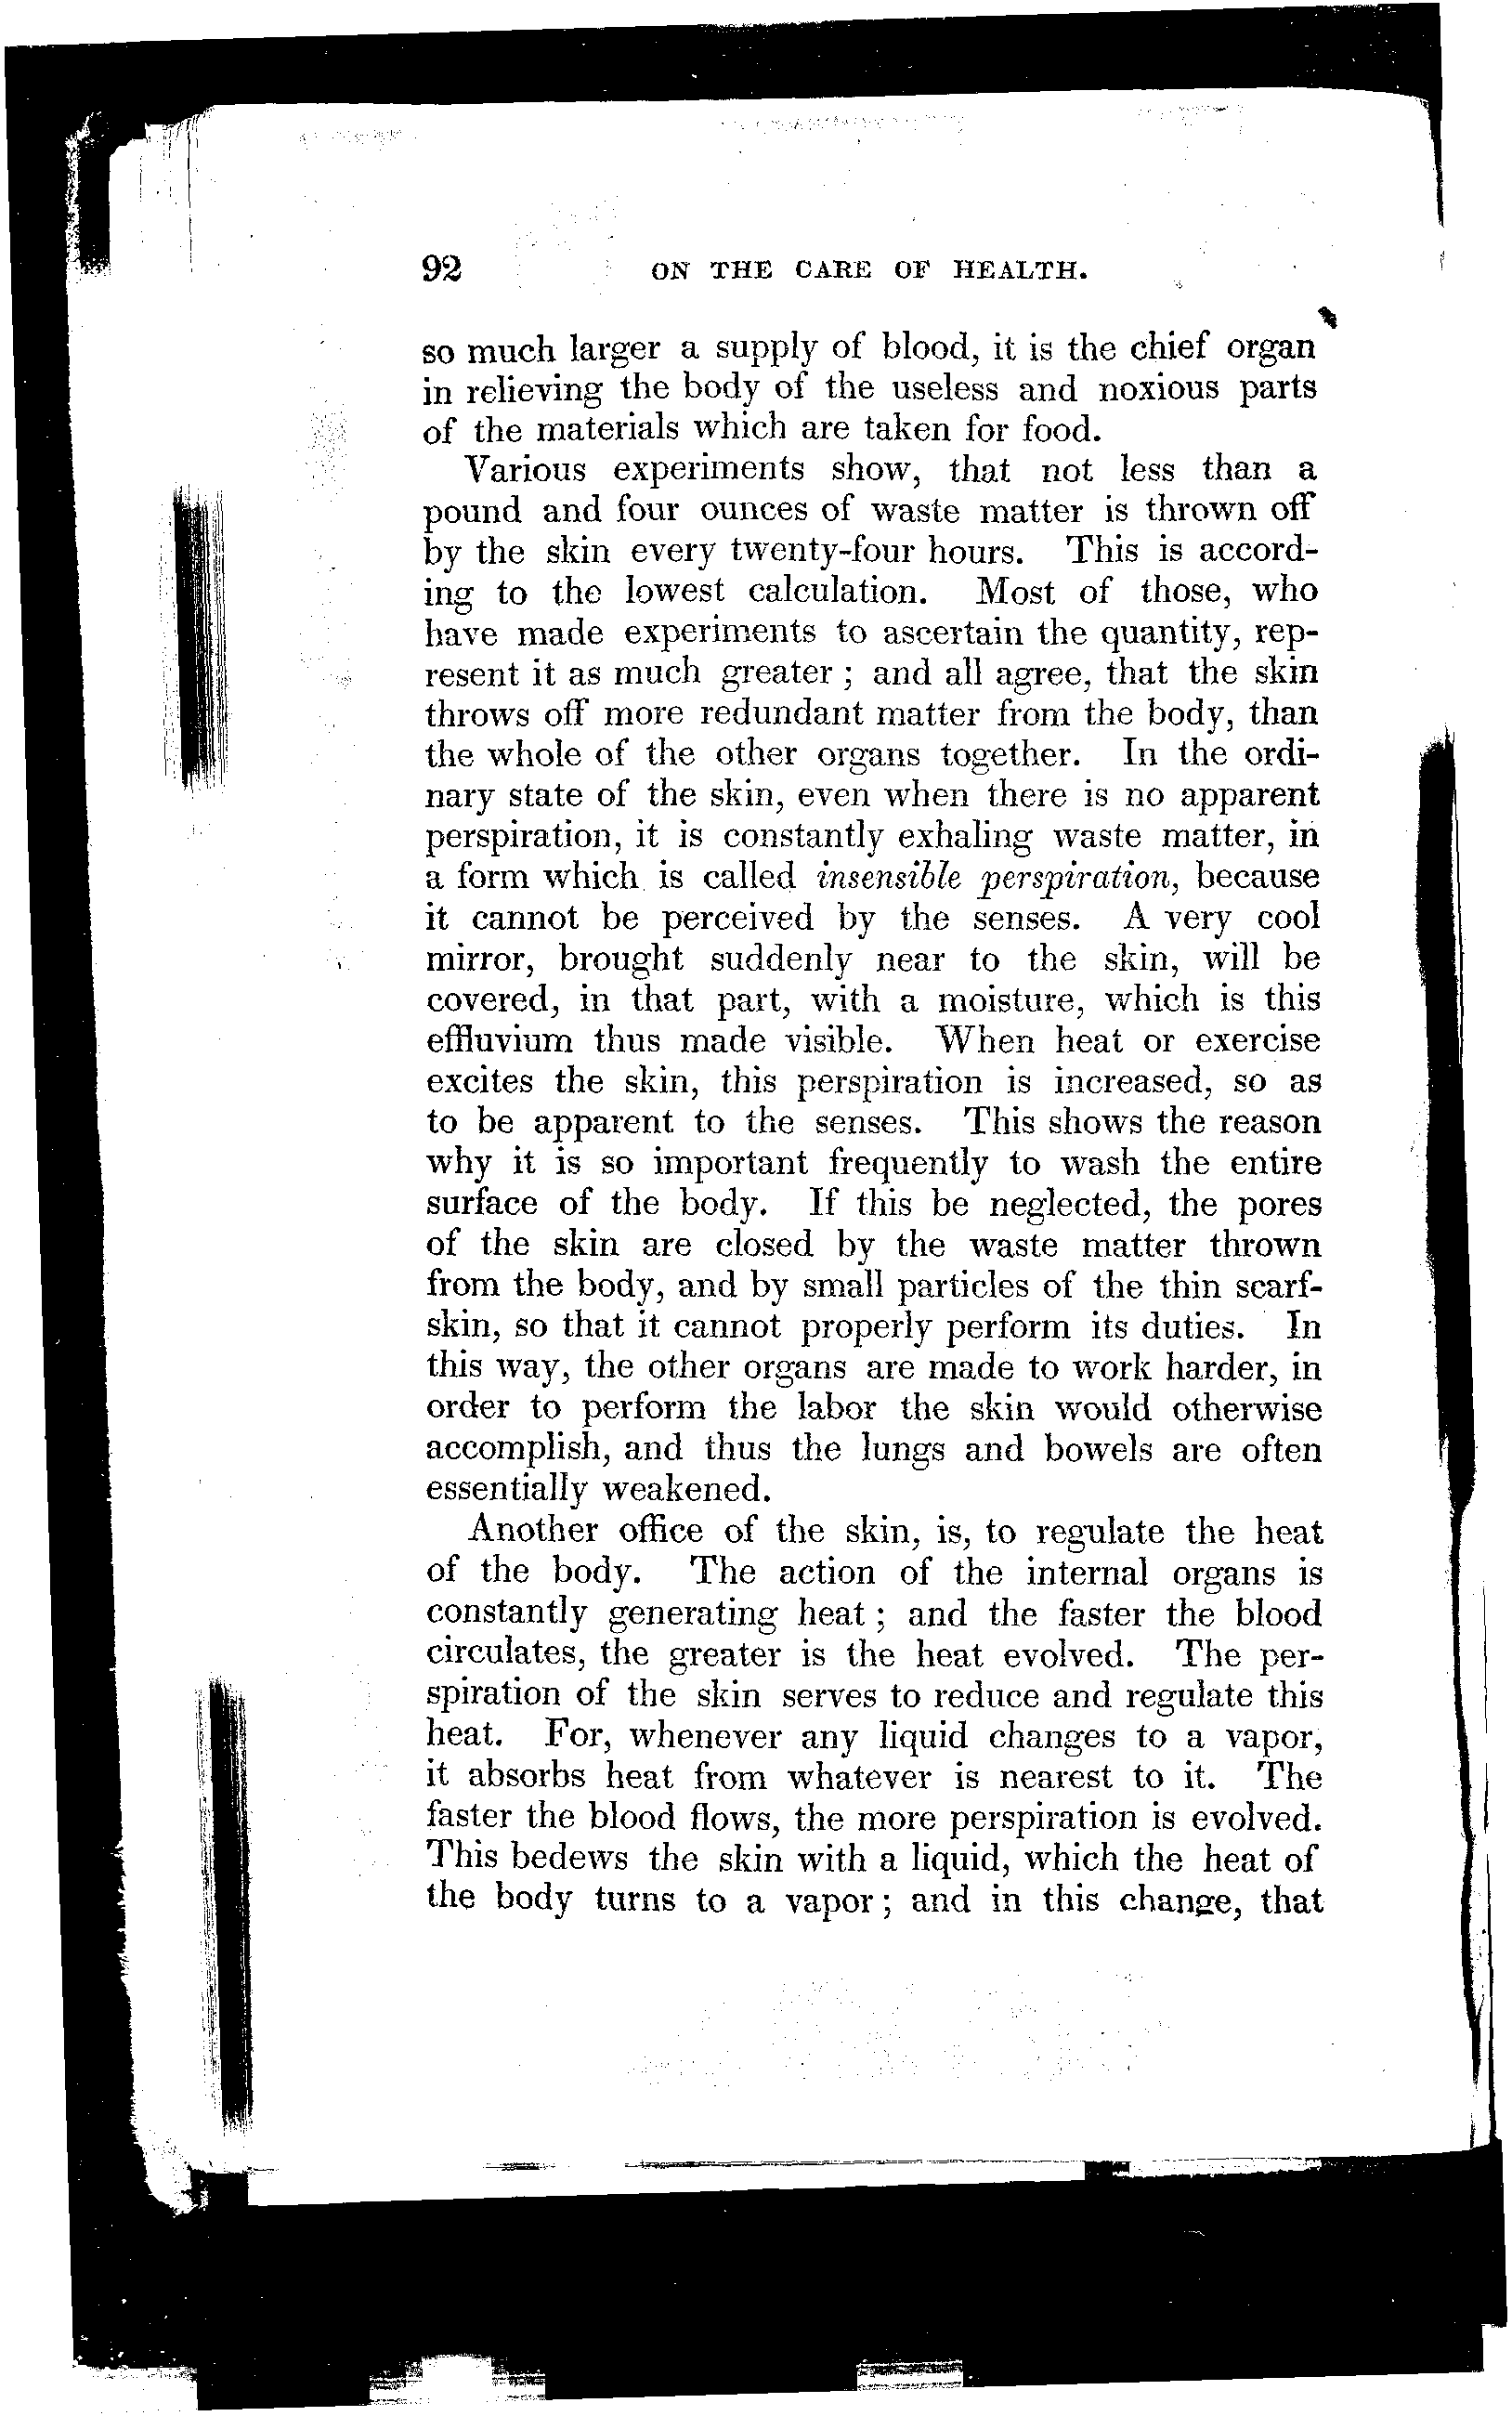 92 ON THE CARE OF HEALTH.
so much larger a supply of blood, it is the chief organ
in relieving the body of the useless and noxious parts
of the materials which are taken for food.
Various experiments show, that not less than a
pound and four ounces of waste matter is thrown off
by the skin every twenty-four hours. This is accord-
ing to the lowest calculation. Most of those, who
have made experiments to ascertain the quantity, rep-
resent it as much greater ; and all agree, that the skin
throws off more redundant matter from the body, than
the whole of the other organs together. In the ordi-
nary state of the skin, even when there is no apparent
perspiration, it is constantly exhaling waste matter, in
a form which is called insensible perspiration, because
it cannot be perceived by the senses. A very cool
mirror, brought suddenly near to the skin, will be
covered, in that part, with a moisture, which is this
effluvium thus made visible. When heat or exercise
excites the skin, this perspiration is increased, so as
to be apparent to the senses. This shows the reason
why it is so important frequently to wash the entire
surface of the body. If this be neglected, the pores
of the skin are closed by the waste matter thrown
from the body, and by small particles of the thin scarf-
skin, so that it cannot properly perform its duties. In
this way, the other organs are made to work harder, in
order to perform the labor the skin would otherwise
accomplish, and thus the lungs and bowels are often
essentially weakened.
Another office of the skin, is, to regulate the heat
of the body. The action of the internal organs is
constantly generating heat ; and the faster the blood
circulates, the greater is the heat evolved. The per-
spiration of the skin serves to reduce and regulate this
heat. For, whenever any liquid changes to a vapor,
it absorbs heat from whatever is nearest to it. The
faster the blood flows, the more perspiration is evolved.
This bedews the skin with a liquid, which the heat of
the body turns to a vapor ; and in this change, that